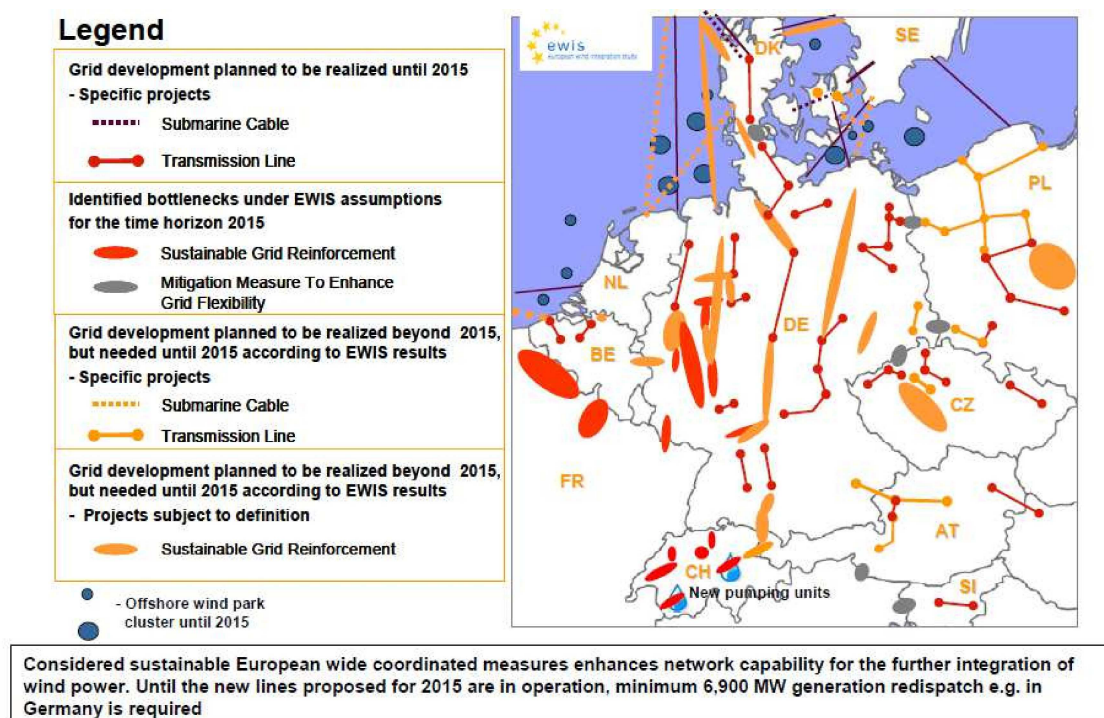 Legend
Grid development planned to be realized until 2015
- Specific projects
Submarine Cable
Transmission Line
Identified bottlenecks under EWIS assumptions
for the time horizon 2015
Sustainable Grid Reinforcement
Mitigation Measure To Enhance
Grid Flexibility
Grid development planned to be realized beyond 2015,
but needed until 2015 according to EWIS results
- Specific projects
Submarine Cable
Transmission Line
Grid development planned to be realized beyond 2015,
but needed until 2015 according to EWIS results
- Projects subject to definition
Sustainable Grid Reinforcement
- Offshore wind park
cluster until 2015
ewis
european wind integration study
DK
SE
PL
NL
DE
BE
CZ
FR
AT
CH
SI
New pumping units
Considered sustainable European wide coordinated measures enhances network capability for the further integration of
wind power. Until the new lines proposed for 2015 are in operation, minimum 6,900 MW generation redispatch e.g. in
Germany is required